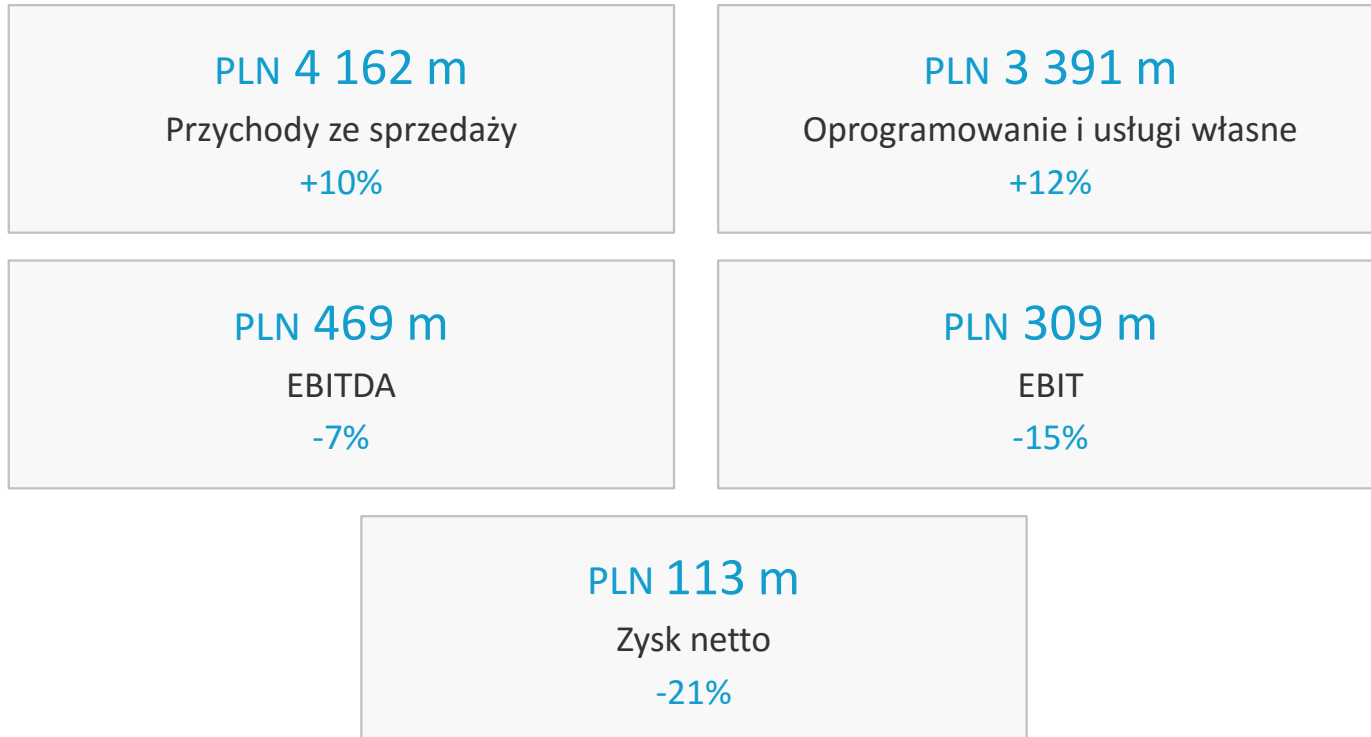 PLN 4 162 m
Przychody ze sprzedaży
+10%
PLN 3 391 m
Oprogramowanie i usługi własne
+12%
PLN 469 m
EBITDA
-7%
PLN 309 m
EBIT
-15%
PLN 113 m
Zysk netto
-21%